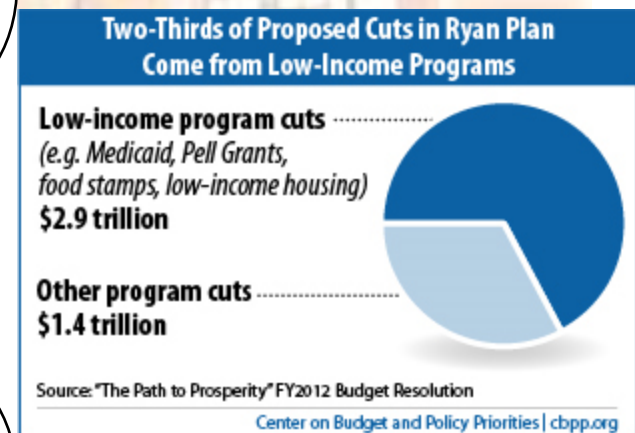 Two-Thirds of Proposed Cuts in Ryan Plan
Come from Low-Income Programs
Low-income program cuts
(e.g. Medicaid, Pell Grants,
food stamps, low-income housing)
$2.9 trillion
Other program cuts
$1.4 trillion
Source: "The Path to Prosperity" FY2012 Budget Resolution
Center on Budget and Policy Priorities | cbpp.org